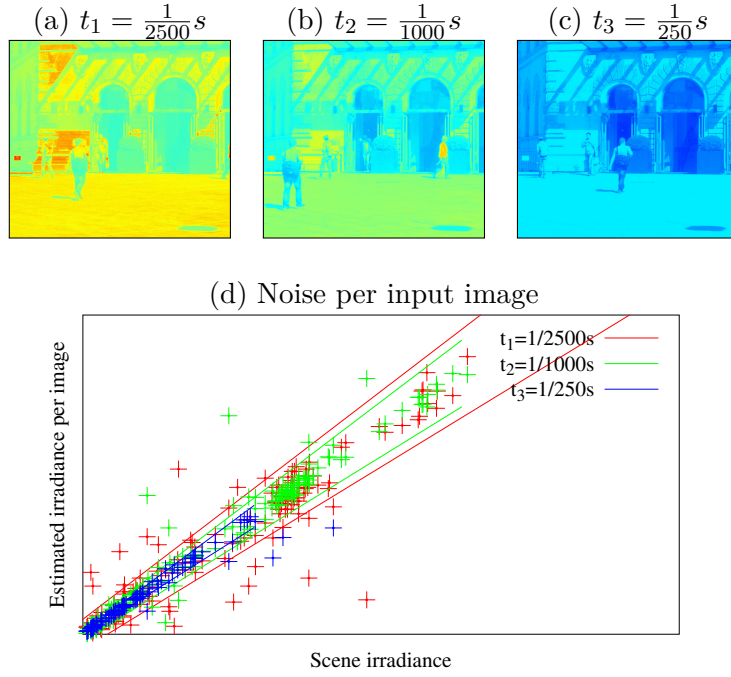 (a) t₁ = 1/2500 s
(b) t₂ = 1/1000 s
(c) t₃ = 1/250 s
(d) Noise per input image
t₁=1/2500s
t₂=1/1000s
t₃=1/250s
Estimated irradiance per image
Scene irradiance